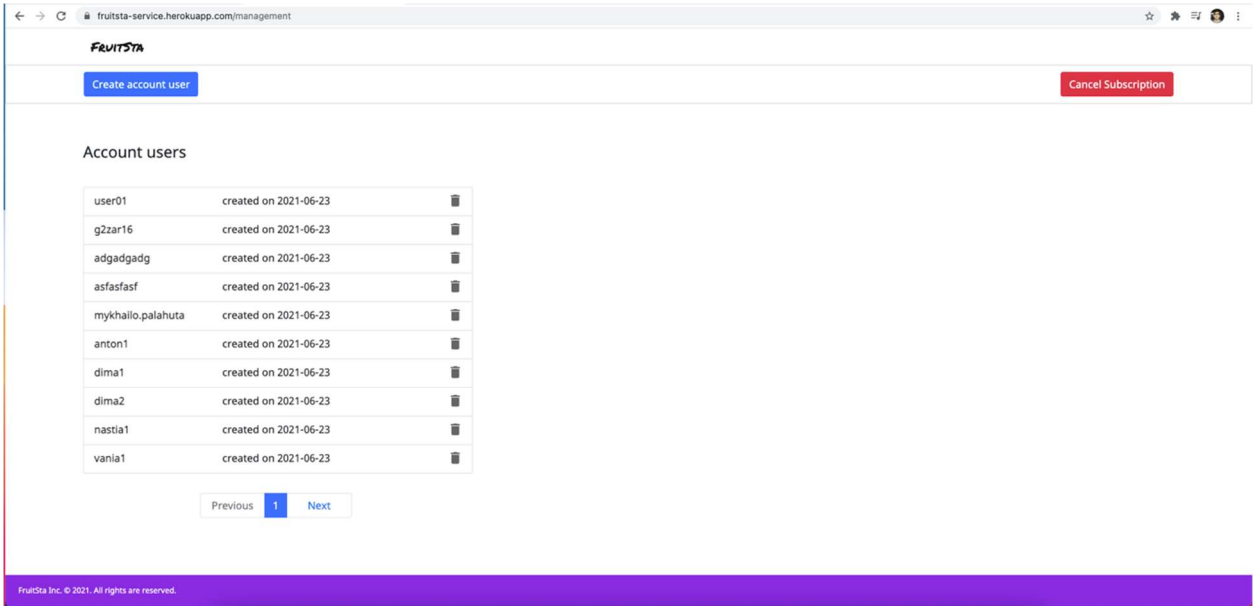 fruitsta-service.herokuapp.com/management
FRUITSTA
Create account user
Cancel Subscription
Account users
user01 created on 2021-06-23
g2zar16 created on 2021-06-23
adgadgadg created on 2021-06-23
asfasfasf created on 2021-06-23
mykhailo.palahuta created on 2021-06-23
anton1 created on 2021-06-23
dima1 created on 2021-06-23
dima2 created on 2021-06-23
nastia1 created on 2021-06-23
vania1 created on 2021-06-23
Previous 1 Next
FruitSta Inc. © 2021. All rights are reserved.